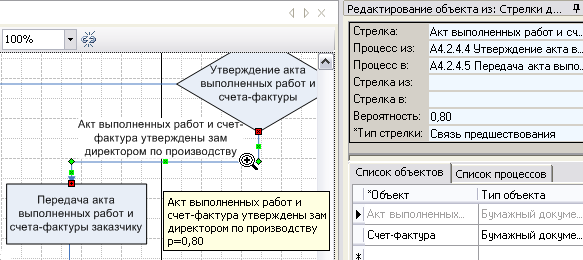 100%
Утверждение акта
выполненных работ и
счета-фактуры
Акт выполненных работ и счет-
фактура утверждены зам
директором по производству
Передача акта
выполненных работ и
счета-фактуры заказчику
Акт выполненных работ и
счет-фактура утверждены зам
директором по производству
p=0,80
Редактирование объекта из: Стрелки д...
Стрелка: Акт выполненных работ и сч...
Процесс из: A4.2.4.4 Утверждение акта в...
Процесс в: A4.2.4.5 Передача акта выпо...
Стрелка из:
Стрелка в:
Вероятность: 0,80
*Тип стрелки: Связь предшествования
Список объектов Список процессов
*Объект Тип объекта
Акт выполненных... Бумажный докуме...
Счет-Фактура Бумажный докуме...